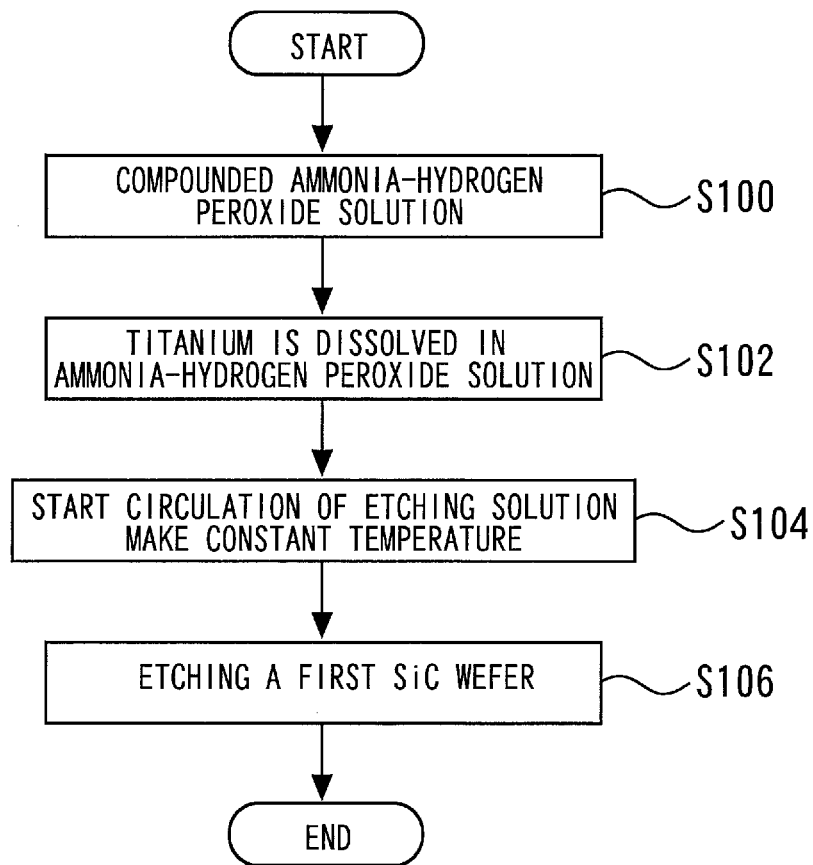 START
COMPOUNDED AMMONIA-HYDROGEN
PEROXIDE SOLUTION
S100
TITANIUM IS DISSOLVED IN
AMMONIA-HYDROGEN PEROXIDE SOLUTION
S102
START CIRCULATION OF ETCHING SOLUTION
MAKE CONSTANT TEMPERATURE
S104
ETCHING A FIRST SiC WEFER
S106
END